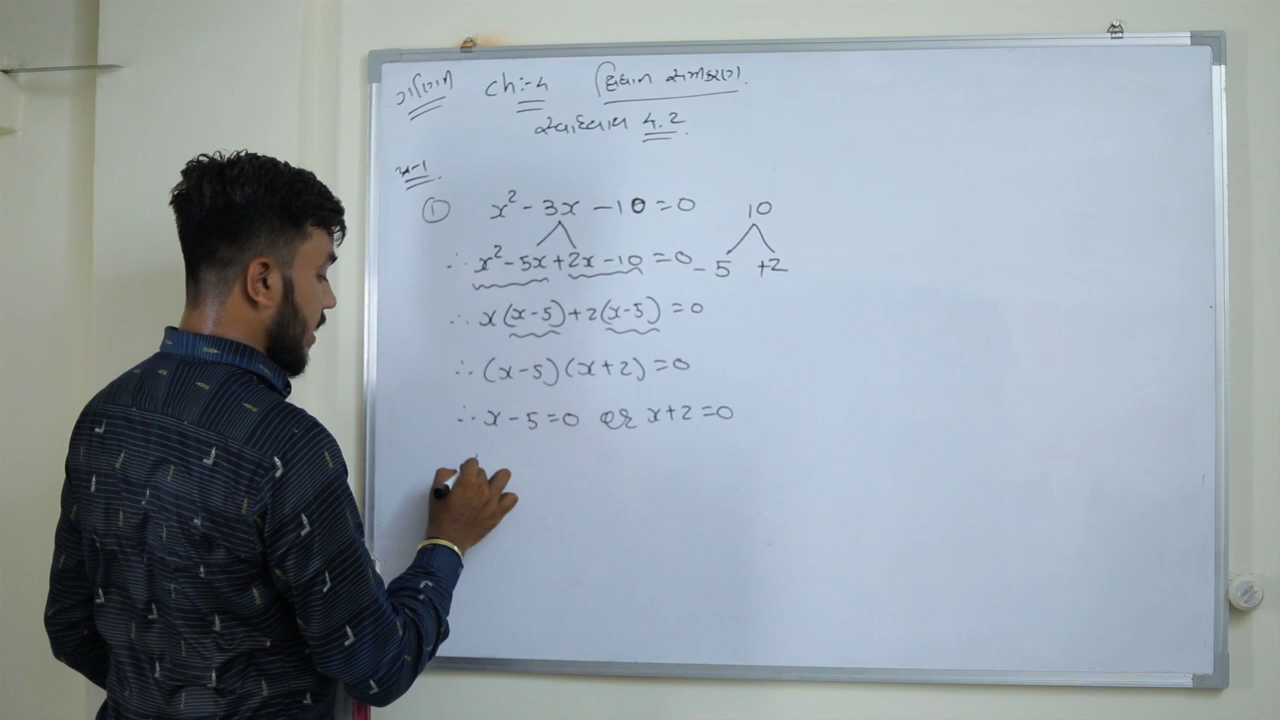 ગણિત ch:-4 દ્વિઘાત સમીકરણ.
સ્વાધ્યાય 4.2.
પ્ર-1.
① x² - 3x - 10 = 0 10
∴ x² - 5x + 2x - 10 = 0 -5 +2
∴ x(x-5) + 2(x-5) = 0
∴ (x-5)(x+2) = 0
∴ x - 5 = 0 or x + 2 = 0